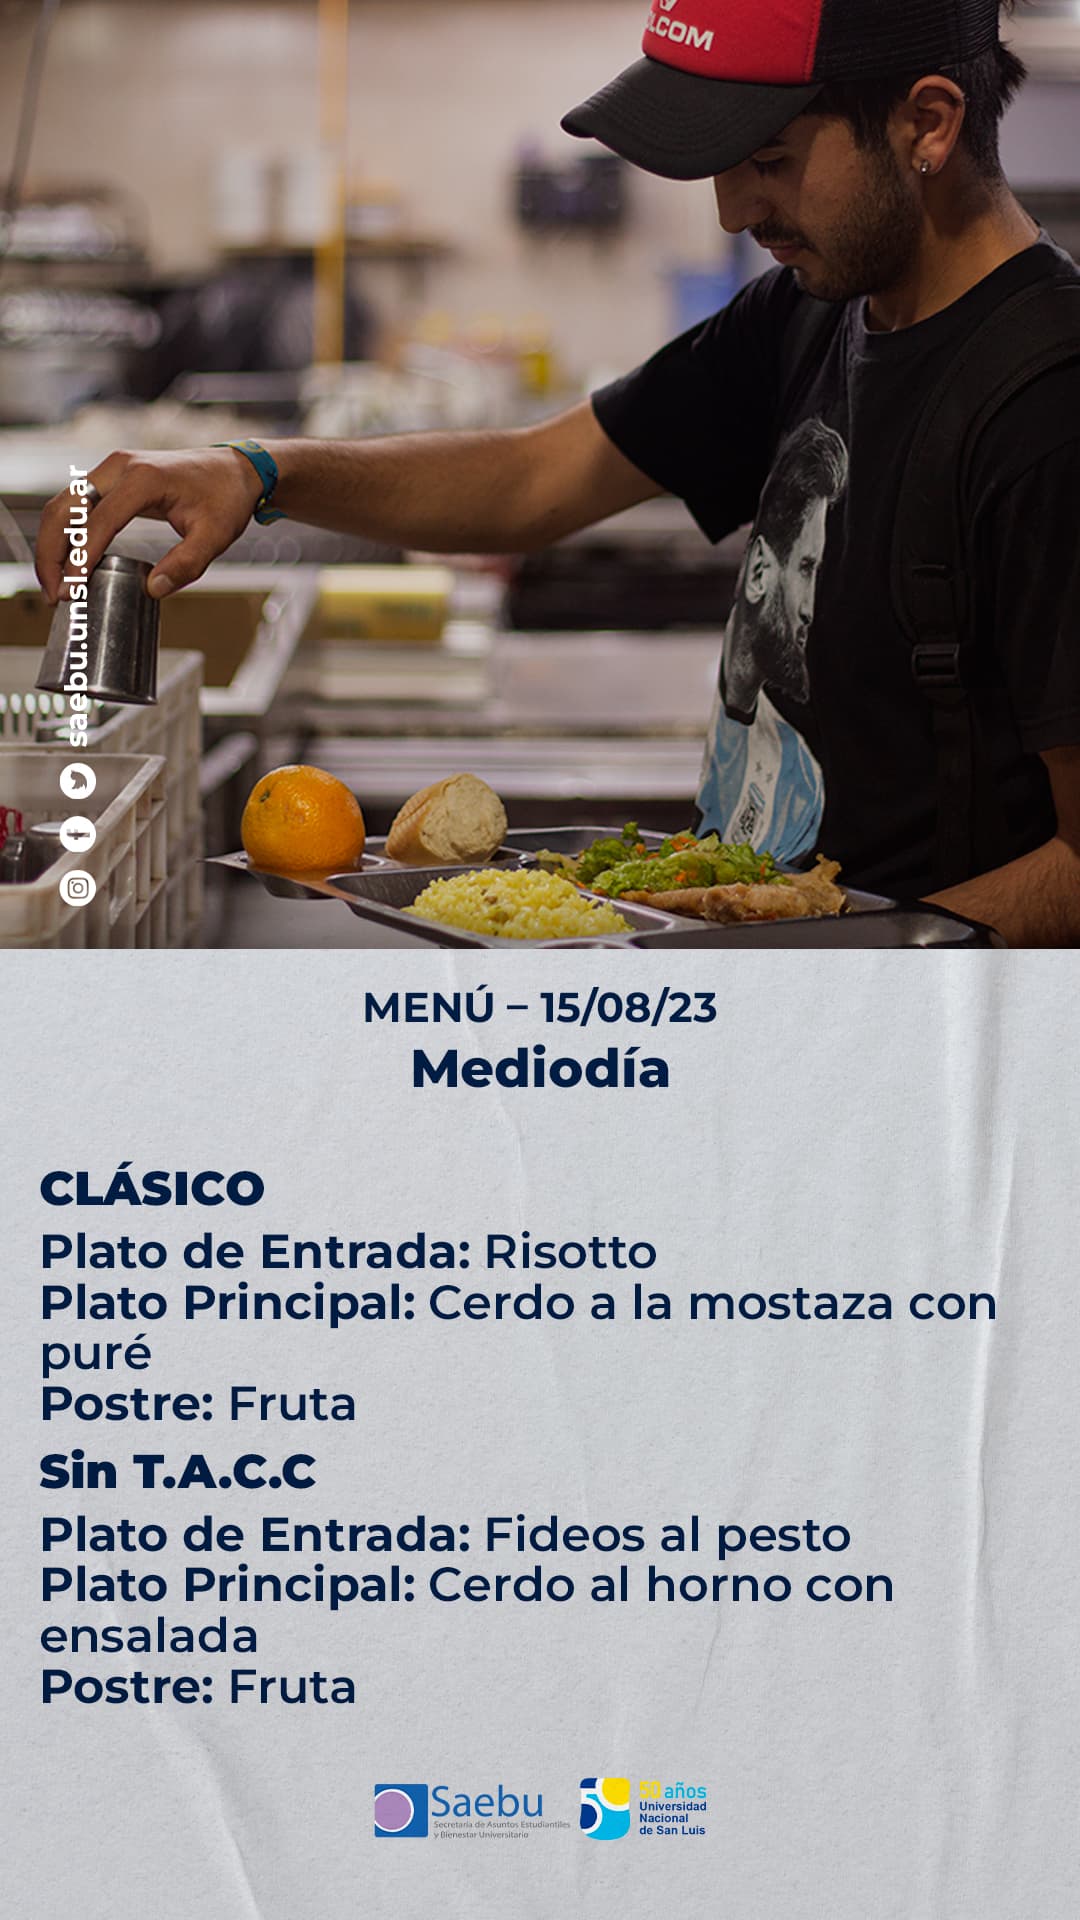 LCOM
saebu.unsl.edu.ar
MENÚ – 15/08/23
Mediodía
CLÁSICO
Plato de Entrada: Risotto
Plato Principal: Cerdo a la mostaza con
puré
Postre: Fruta
Sin T.A.C.C
Plato de Entrada: Fideos al pesto
Plato Principal: Cerdo al horno con
ensalada
Postre: Fruta
Saebu
Secretaría de Asuntos Estudiantiles
y Bienestar Universitario
50 años
Universidad
Nacional
de San Luis